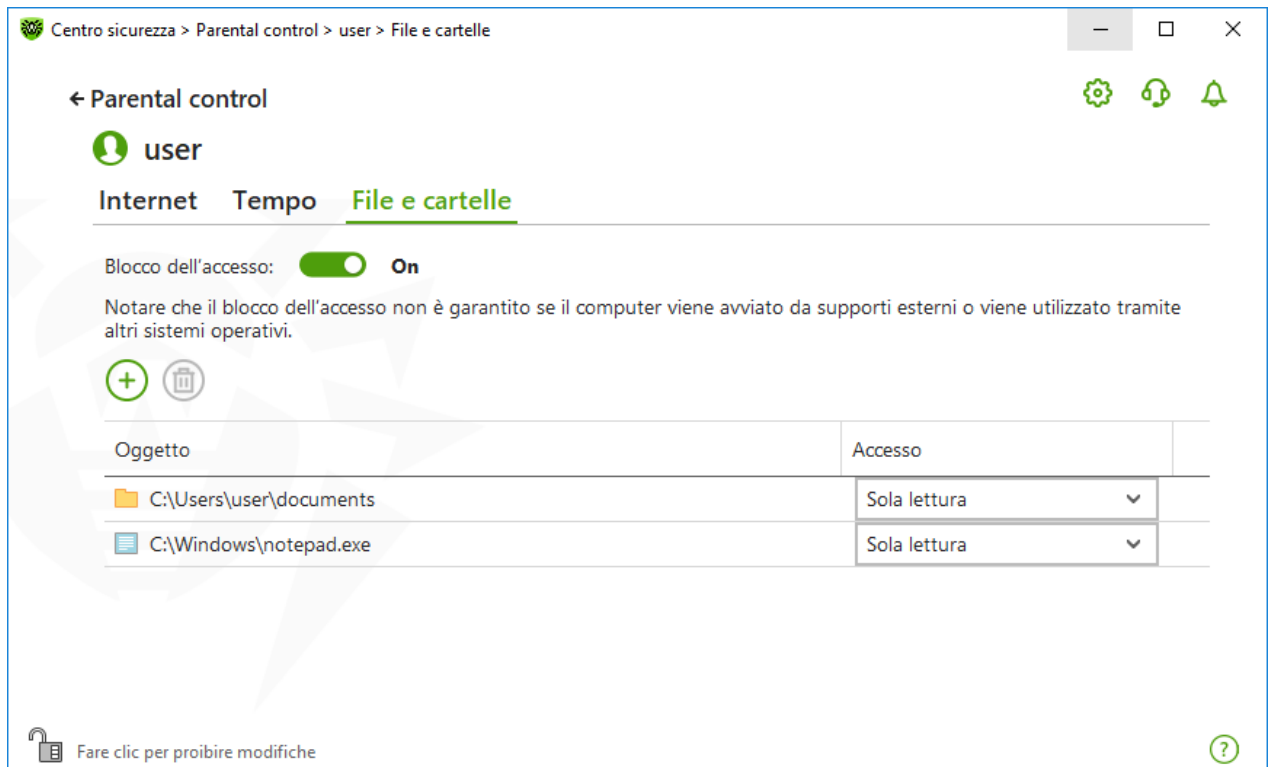 Centro sicurezza > Parental control > user > File e cartelle
Parental control
user
Internet Tempo File e cartelle
Blocco dell'accesso: On
Notare che il blocco dell'accesso non è garantito se il computer viene avviato da supporti esterni o viene utilizzato tramite
altri sistemi operativi.
Oggetto Accesso
C:\Users\user\documents Sola lettura
C:\Windows\notepad.exe Sola lettura
Fare clic per proibire modifiche